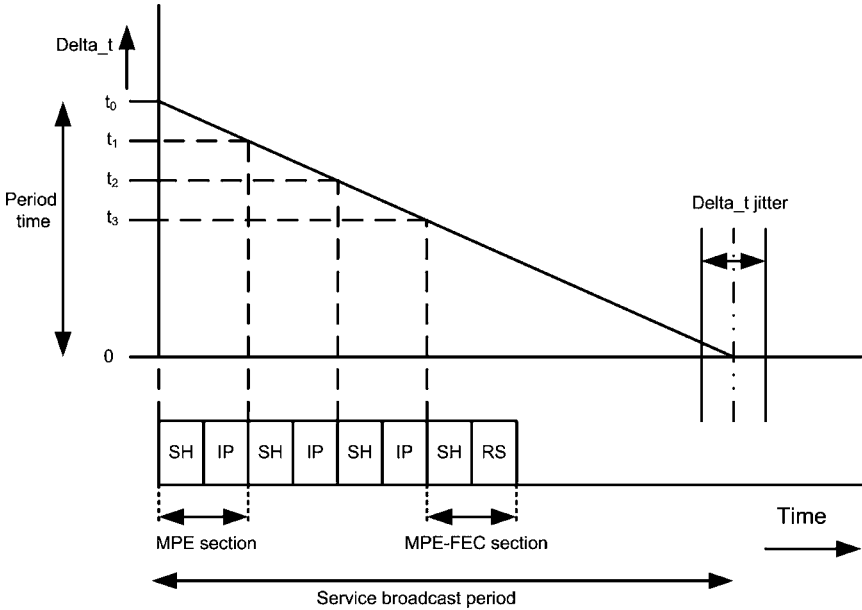 Delta_t
t0
t1
t2
t3
Period
time
Delta_t jitter
0
SH IP SH IP SH IP SH RS
MPE section
MPE-FEC section
Time
Service broadcast period